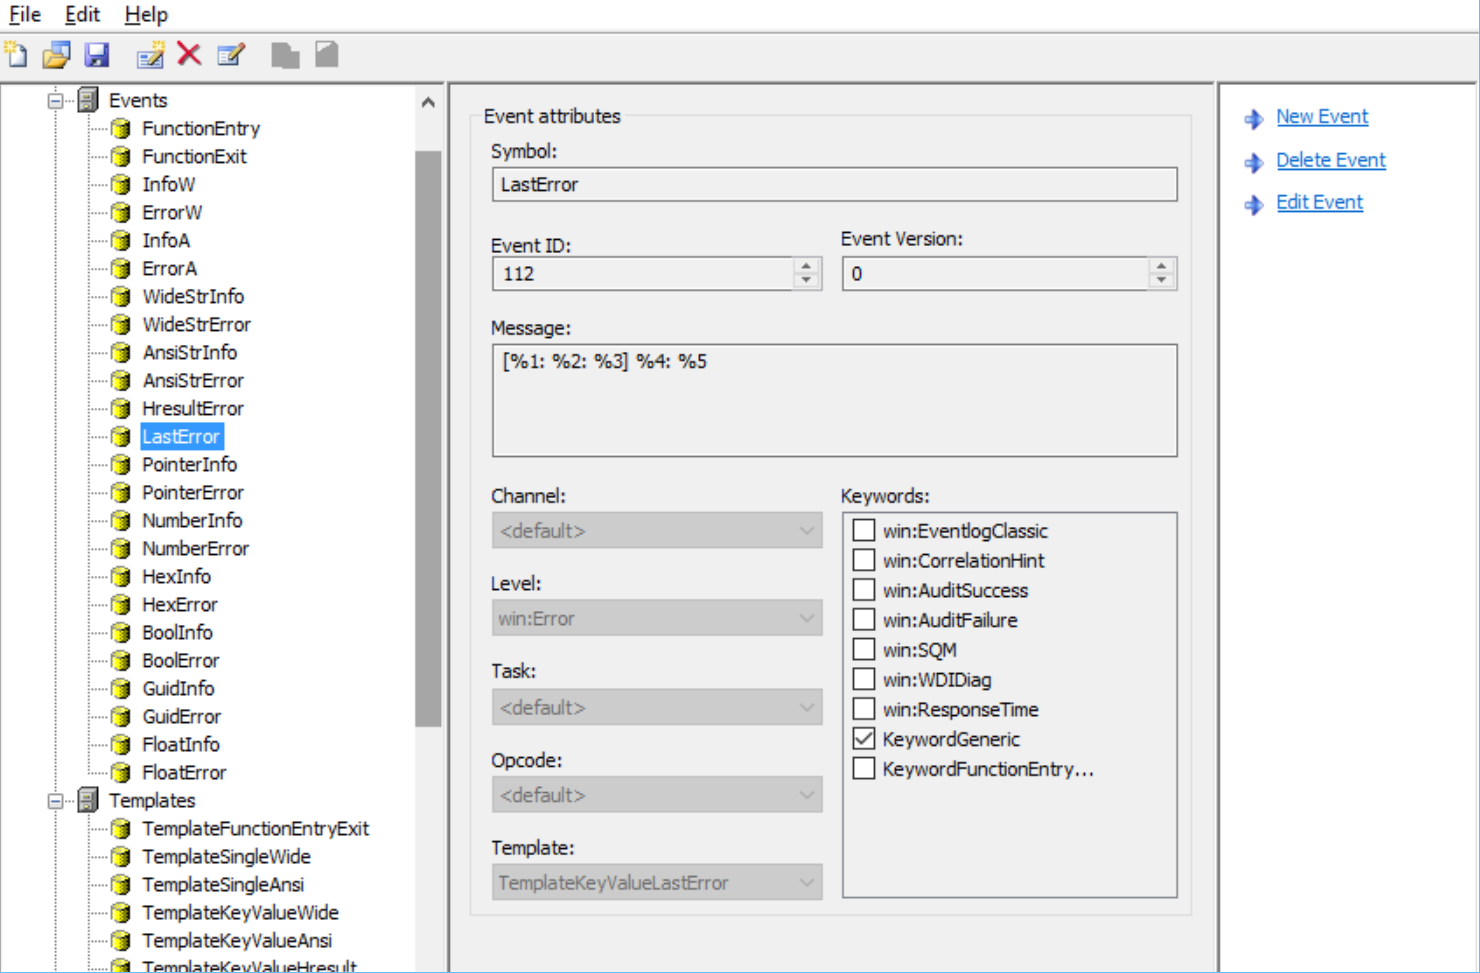 File Edit Help
Events
FunctionEntry
FunctionExit
InfoW
ErrorW
InfoA
ErrorA
WideStrInfo
WideStrError
AnsiStrInfo
AnsiStrError
HresultError
LastError
PointerInfo
PointerError
NumberInfo
NumberError
HexInfo
HexError
BoolInfo
BoolError
GuidInfo
GuidError
FloatInfo
FloatError
Templates
TemplateFunctionEntryExit
TemplateSingleWide
TemplateSingleAnsi
TemplateKeyValueWide
TemplateKeyValueAnsi
TemplateKeyValueHresult
Event attributes
Symbol:
LastError
Event ID:
112
Event Version:
0
Message:
[%1: %2: %3] %4: %5
Channel:
<default>
Level:
win:Error
Task:
<default>
Opcode:
<default>
Template:
TemplateKeyValueLastError
Keywords:
win:EventlogClassic
win:CorrelationHint
win:AuditSuccess
win:AuditFailure
win:SQM
win:WDIDiag
win:ResponseTime
KeywordGeneric
KeywordFunctionEntry...
New Event
Delete Event
Edit Event